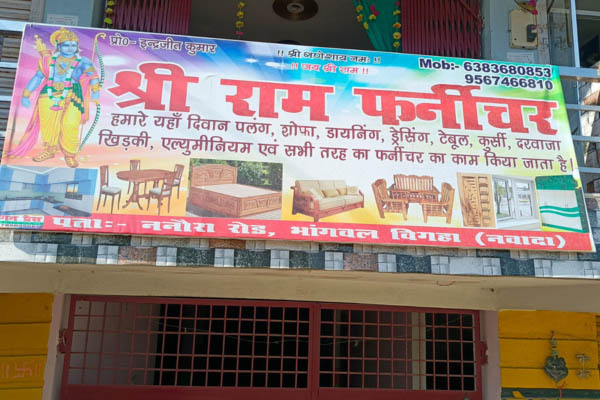 प्रो०- इन्द्रजीत कुमार
!! श्री गणेशाय नमः !!
!! जय श्री राम !!
Mob:- 6383680853
9567466810
श्री राम फर्नीचर
हमारे यहाँ दिवान पलंग, शोफा, डायनिंग, ड्रेसिंग, टेबुल, कुर्सी, दरवाजा
खिड़की, एल्युमीनियम एवं सभी तरह का फर्नीचर का काम किया जाता है।
पताः- ननौरा रोड, भांगवल विगहा (नवादा)